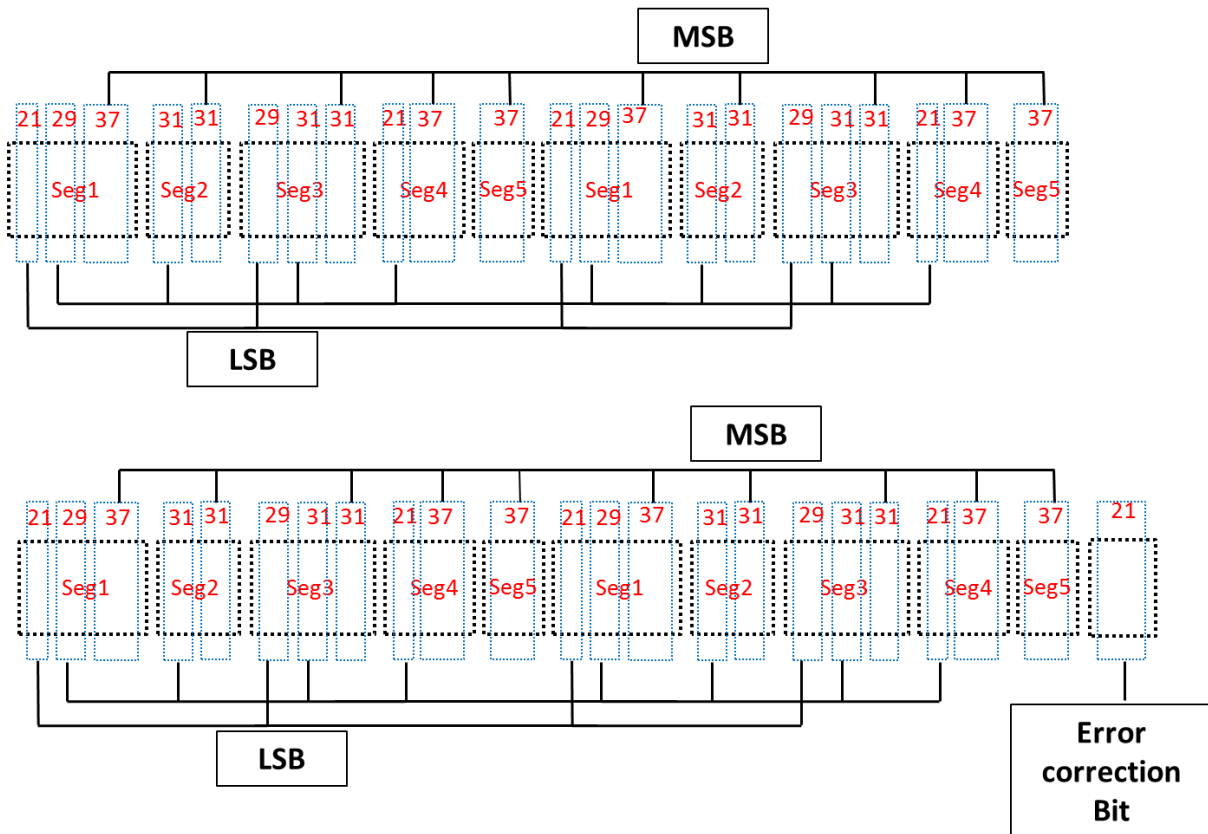 MSB
21 29 37 31 31 29 31 31 21 37 37 21 29 37 31 31 29 31 31 21 37 37
Seg1 Seg2 Seg3 Seg4 Seg5 Seg1 Seg2 Seg3 Seg4 Seg5
LSB
MSB
21 29 37 31 31 29 31 31 21 37 37 21 29 37 31 31 29 31 31 21 37 37 21
Seg1 Seg2 Seg3 Seg4 Seg5 Seg1 Seg2 Seg3 Seg4 Seg5
LSB
Error
correction
Bit